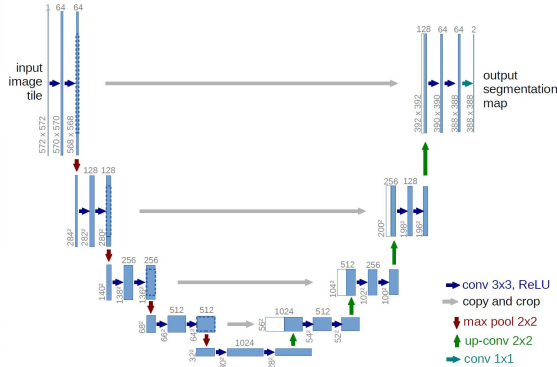 1 64 64
128 64 64 2
input
image
tile
output
segmentation
map
572 x 572
570 x 570
568 x 568
392 x 392
390 x 390
388 x 388
388 x 388
128 128
256 128
284²
282²
280²
200²
198²
196²
256 256
512 256
140²
138²
136²
104²
102²
100²
512 512
1024 512
68²
66²
64²
56²
54²
52²
1024
32²
30²
28²
conv 3x3, ReLU
copy and crop
max pool 2x2
up-conv 2x2
conv 1x1